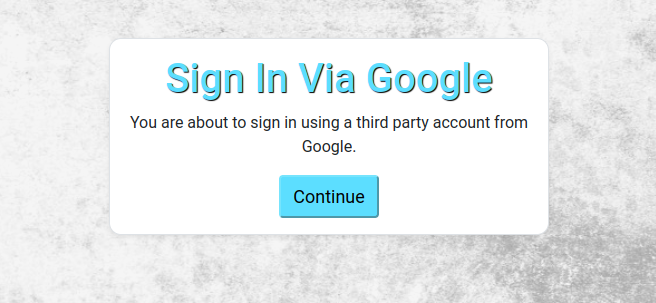 Sign In Via Google
You are about to sign in using a third party account from
Google.
Continue